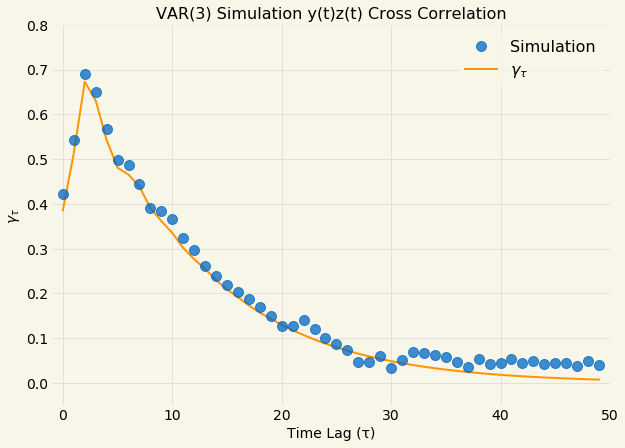 VAR(3) Simulation y(t)z(t) Cross Correlation
Simulation
γτ
γτ
0.8
0.7
0.6
0.5
0.4
0.3
0.2
0.1
0.0
0 10 20 30 40 50
Time Lag (τ)